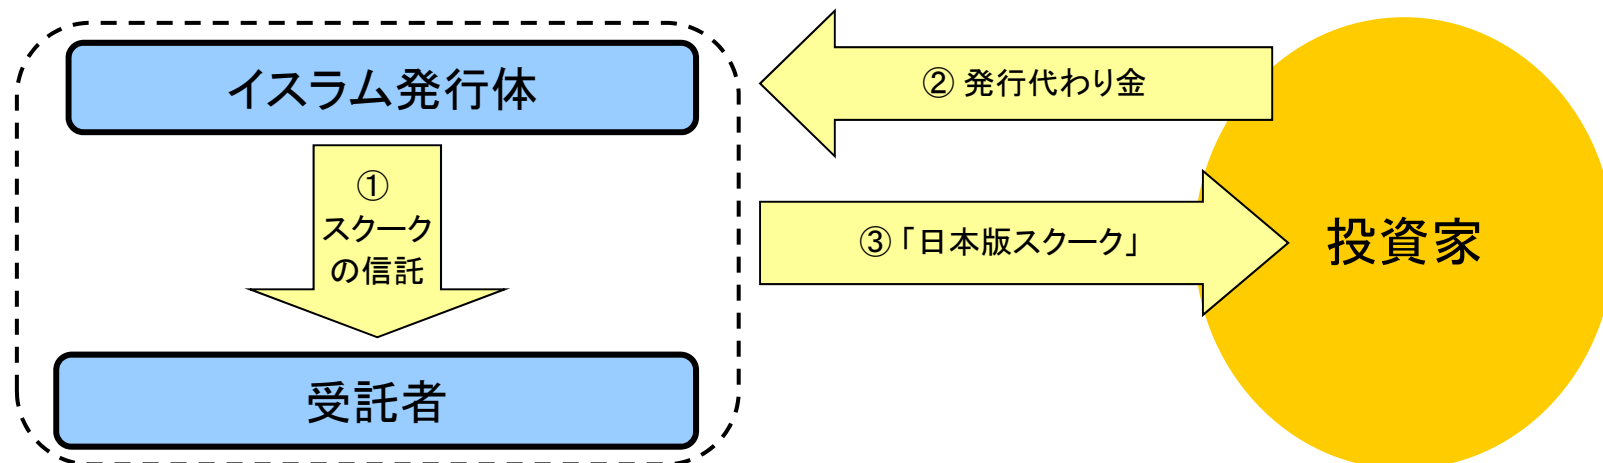 イスラム発行体
② 発行代わり金
①
スクーク
の信託
③ 「日本版スクーク」
投資家
受託者